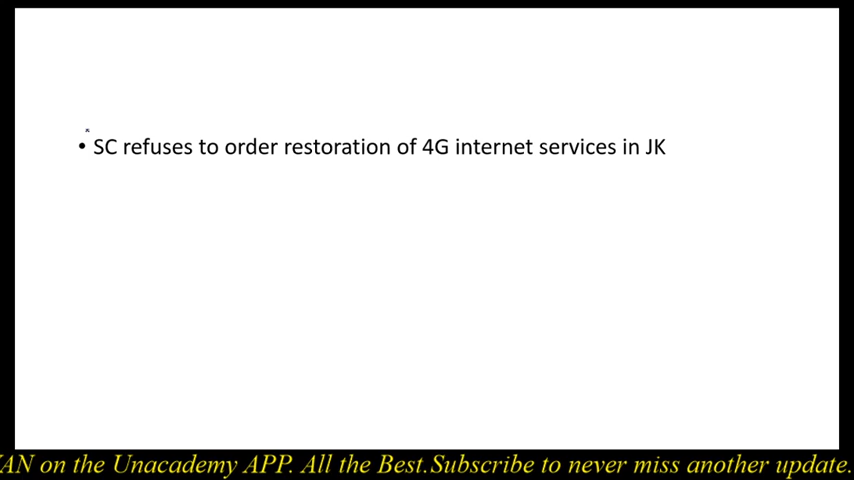 • SC refuses to order restoration of 4G internet services in JK
AN on the Unacademy APP. All the Best.Subscribe to never miss another update.